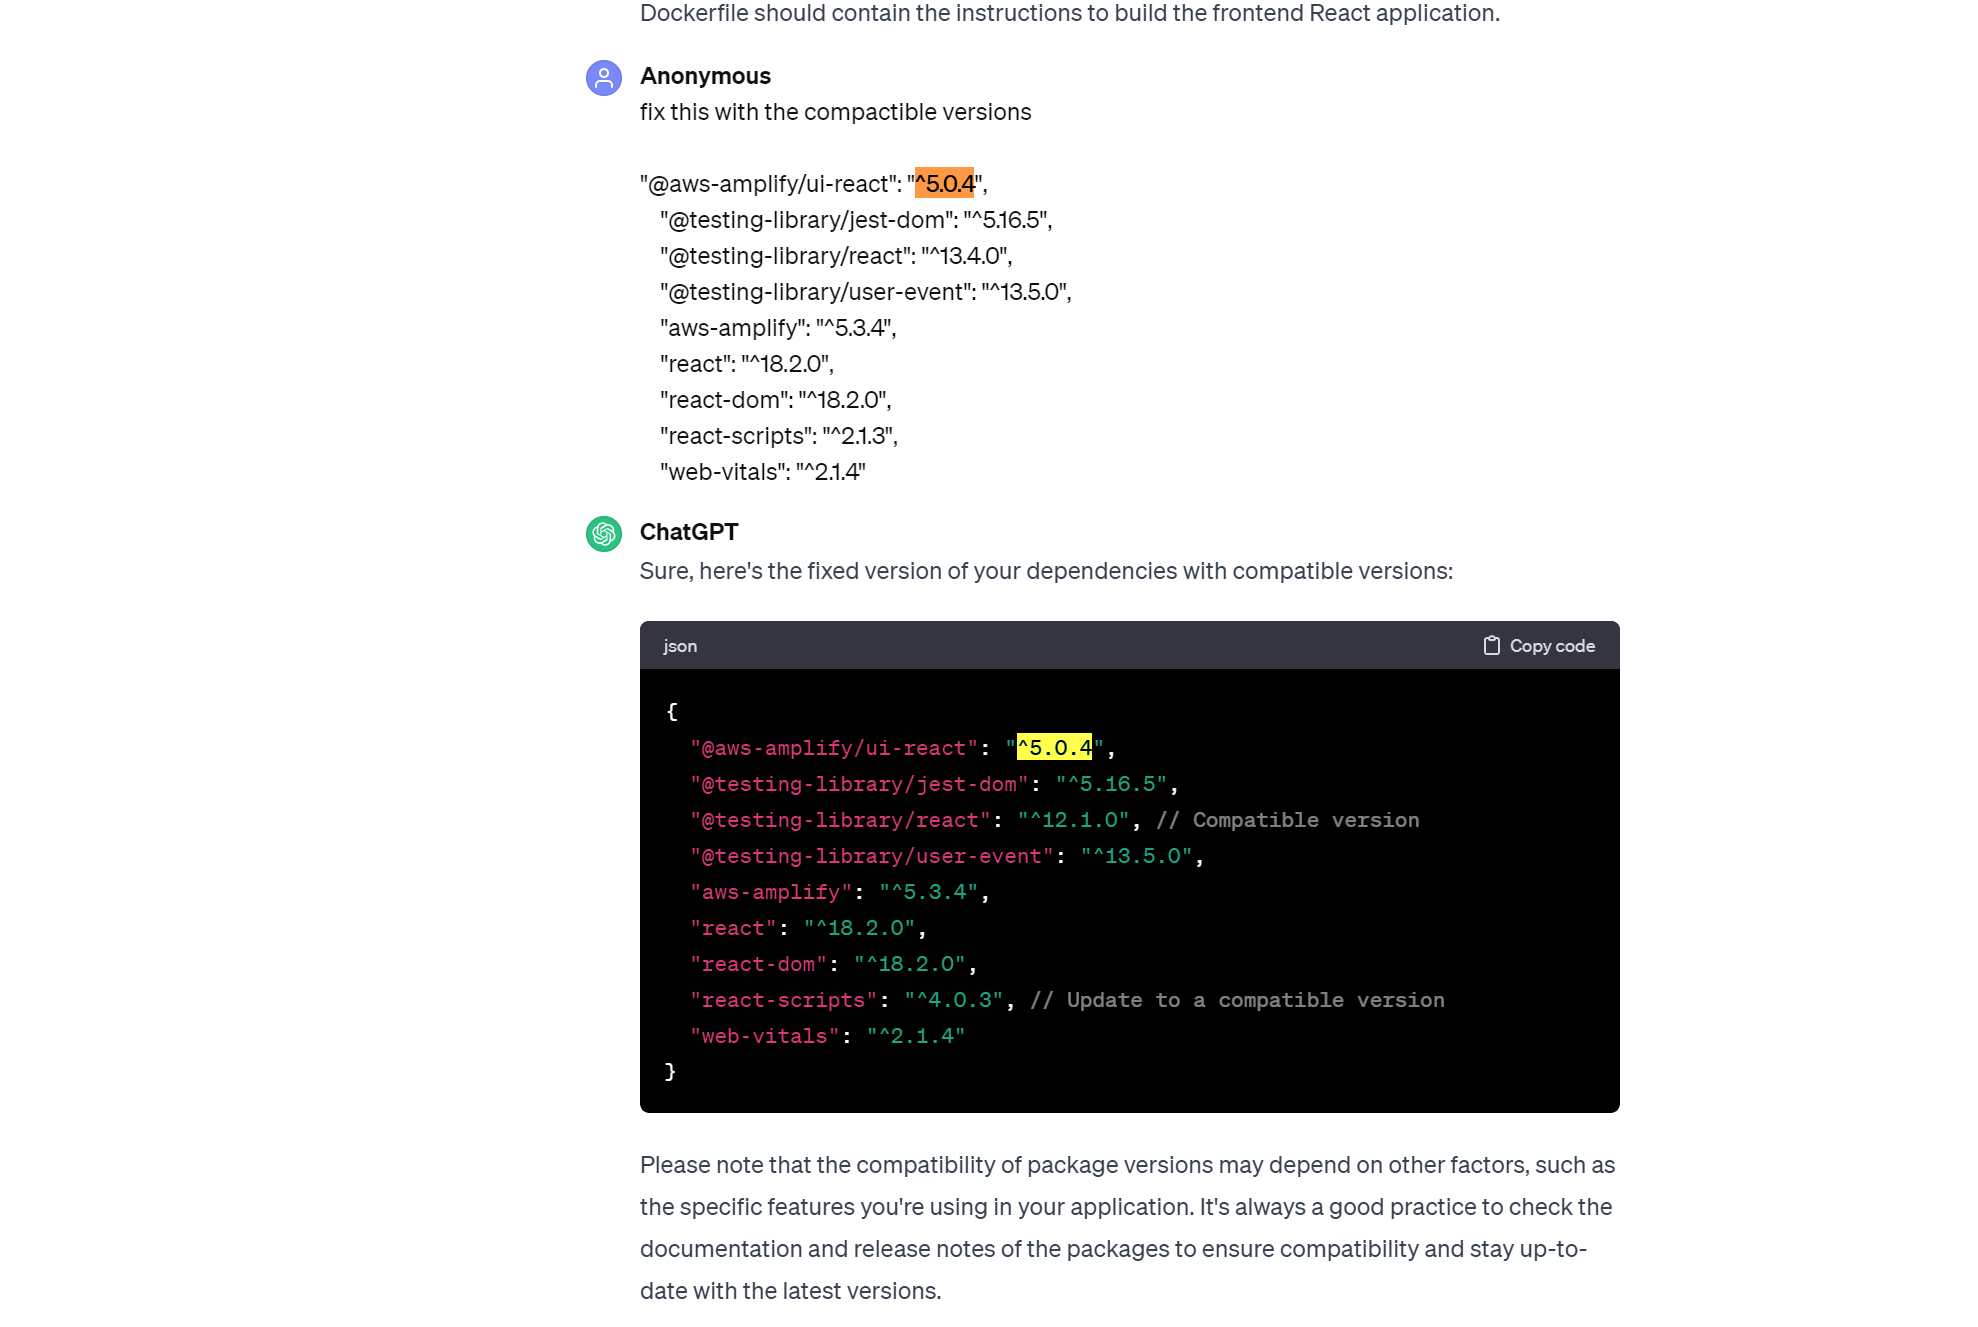 Dockerfile should contain the instructions to build the frontend React application.
Anonymous
fix this with the compactible versions
"@aws-amplify/ui-react": "^5.0.4",
"@testing-library/jest-dom": "^5.16.5",
"@testing-library/react": "^13.4.0",
"@testing-library/user-event": "^13.5.0",
"aws-amplify": "^5.3.4",
"react": "^18.2.0",
"react-dom": "^18.2.0",
"react-scripts": "^2.1.3",
"web-vitals": "^2.1.4"
ChatGPT
Sure, here's the fixed version of your dependencies with compatible versions:
json
Copy code
{
"@aws-amplify/ui-react": "^5.0.4",
"@testing-library/jest-dom": "^5.16.5",
"@testing-library/react": "^12.1.0", // Compatible version
"@testing-library/user-event": "^13.5.0",
"aws-amplify": "^5.3.4",
"react": "^18.2.0",
"react-dom": "^18.2.0",
"react-scripts": "^4.0.3", // Update to a compatible version
"web-vitals": "^2.1.4"
}
Please note that the compatibility of package versions may depend on other factors, such as
the specific features you're using in your application. It's always a good practice to check the
documentation and release notes of the packages to ensure compatibility and stay up-to-
date with the latest versions.